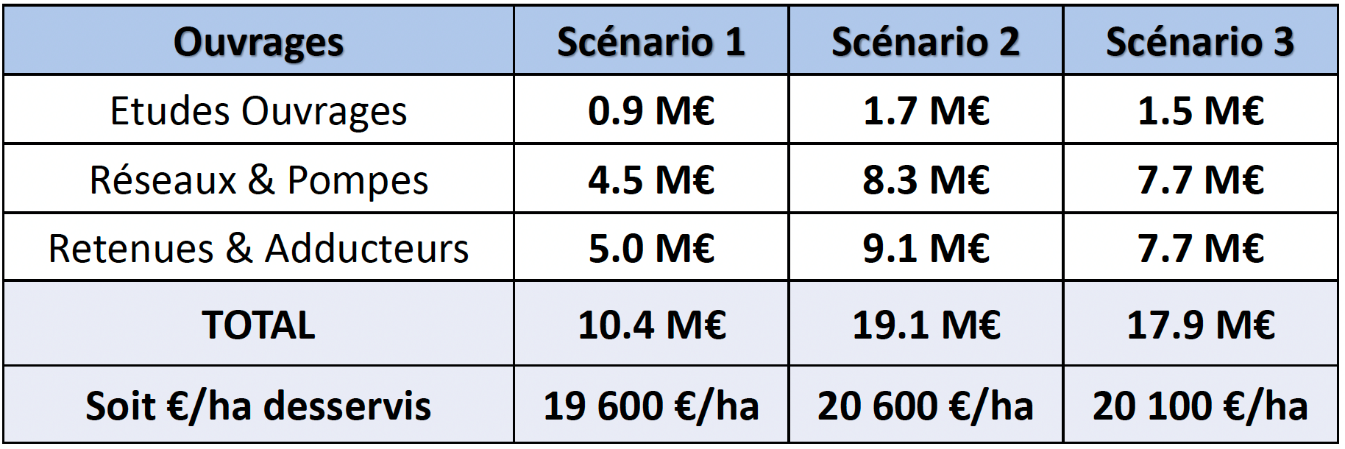 Ouvrages Scénario 1 Scénario 2 Scénario 3
Etudes Ouvrages 0.9 M€ 1.7 M€ 1.5 M€
Réseaux & Pompes 4.5 M€ 8.3 M€ 7.7 M€
Retenues & Adducteurs 5.0 M€ 9.1 M€ 7.7 M€
TOTAL 10.4 M€ 19.1 M€ 17.9 M€
Soit €/ha desservis 19 600 €/ha 20 600 €/ha 20 100 €/ha